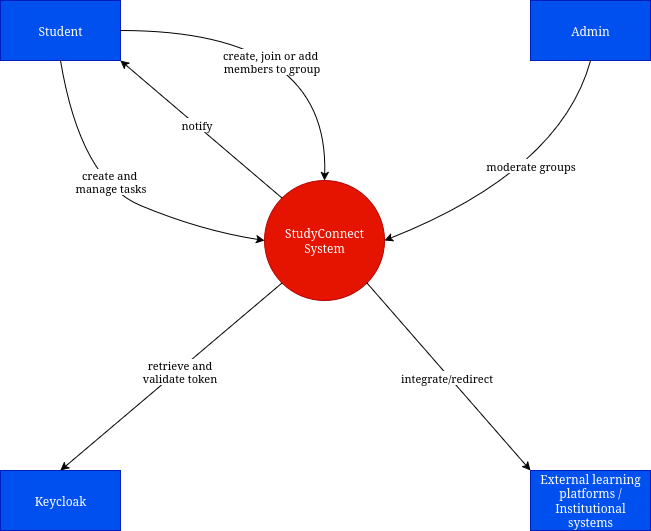 Student
Admin
create, join or add
members to group
notify
moderate groups
create and
manage tasks
StudyConnect
System
retrieve and
validate token
integrate/redirect
Keycloak
External learning
platforms /
Institutional
systems